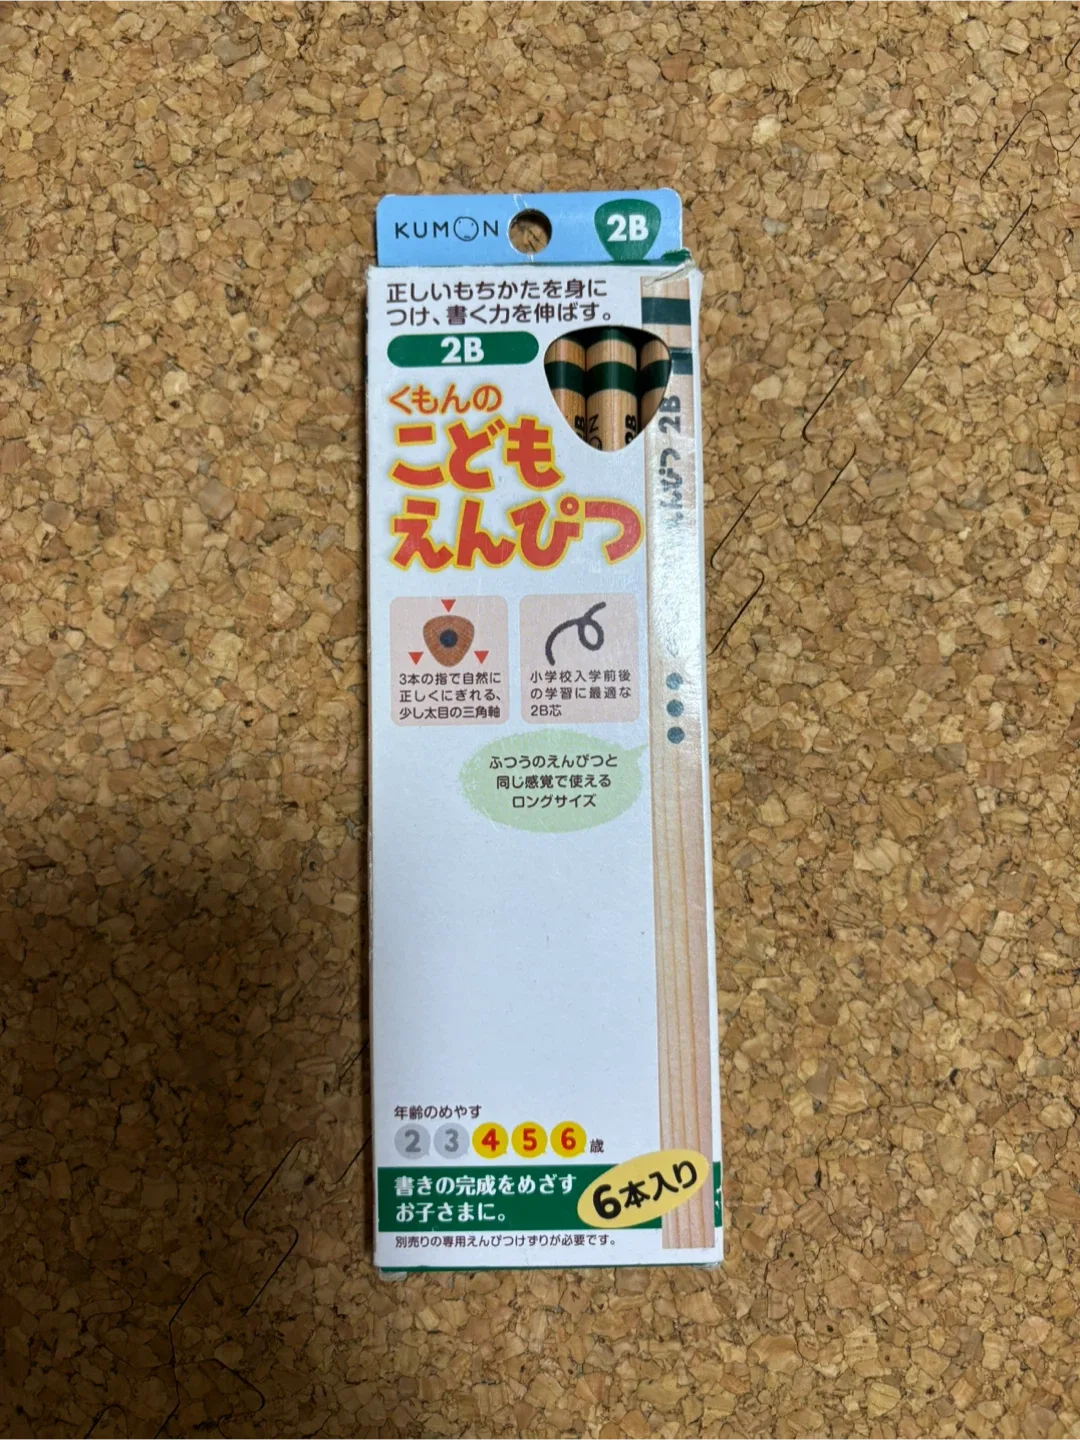 KUMON
2B
正しいもちかたを身に
つけ、書く力を伸ばす。
2B
くもんの
こども
えんぴつ
3本の指で自然に
正しくにぎれる、
少し太目の三角軸
小学校入学前後
の学習に最適な
2B芯
ふつうのえんぴつと
同じ感覚で使える
ロングサイズ
えんぴつ 2B
年齢のめやす
2 3 4 5 6 歳
書きの完成をめざす
お子さまに。
6本入り
別売りの専用えんぴつけずりが必要です。